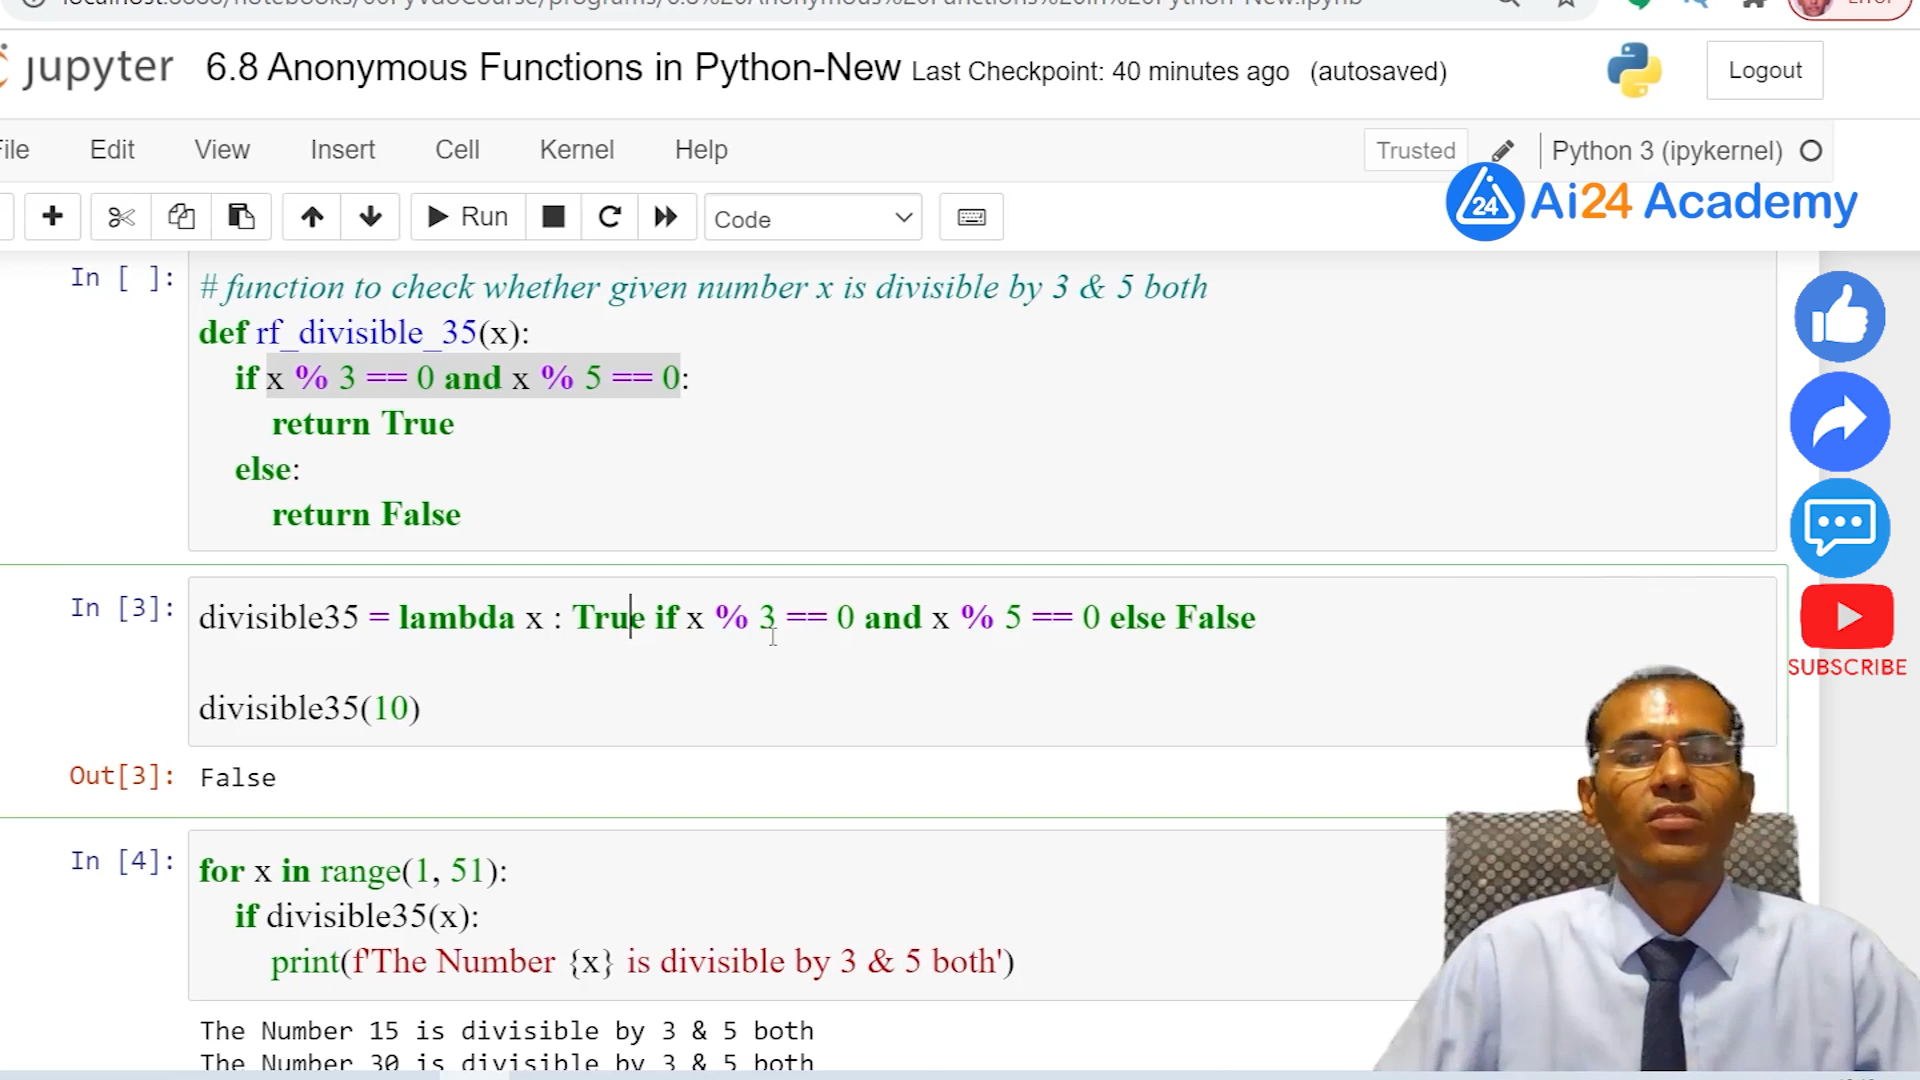 jupyter 6.8 Anonymous Functions in Python-New Last Checkpoint: 40 minutes ago (autosaved)
Logout
Edit View Insert Cell Kernel Help
Trusted
Python 3 (ipykernel)
Run
Code
24 Ai24 Academy
In [ ]:
# function to check whether given number x is divisible by 3 & 5 both
def rf_divisible_35(x):
if x % 3 == 0 and x % 5 == 0:
return True
else:
return False
In [3]:
divisible35 = lambda x : True if x % 3 == 0 and x % 5 == 0 else False
divisible35(10)
SUBSCRIBE
Out[3]: False
In [4]:
for x in range(1, 51):
if divisible35(x):
print(f'The Number {x} is divisible by 3 & 5 both')
The Number 15 is divisible by 3 & 5 both
The Number 30 is divisible by 3 & 5 both